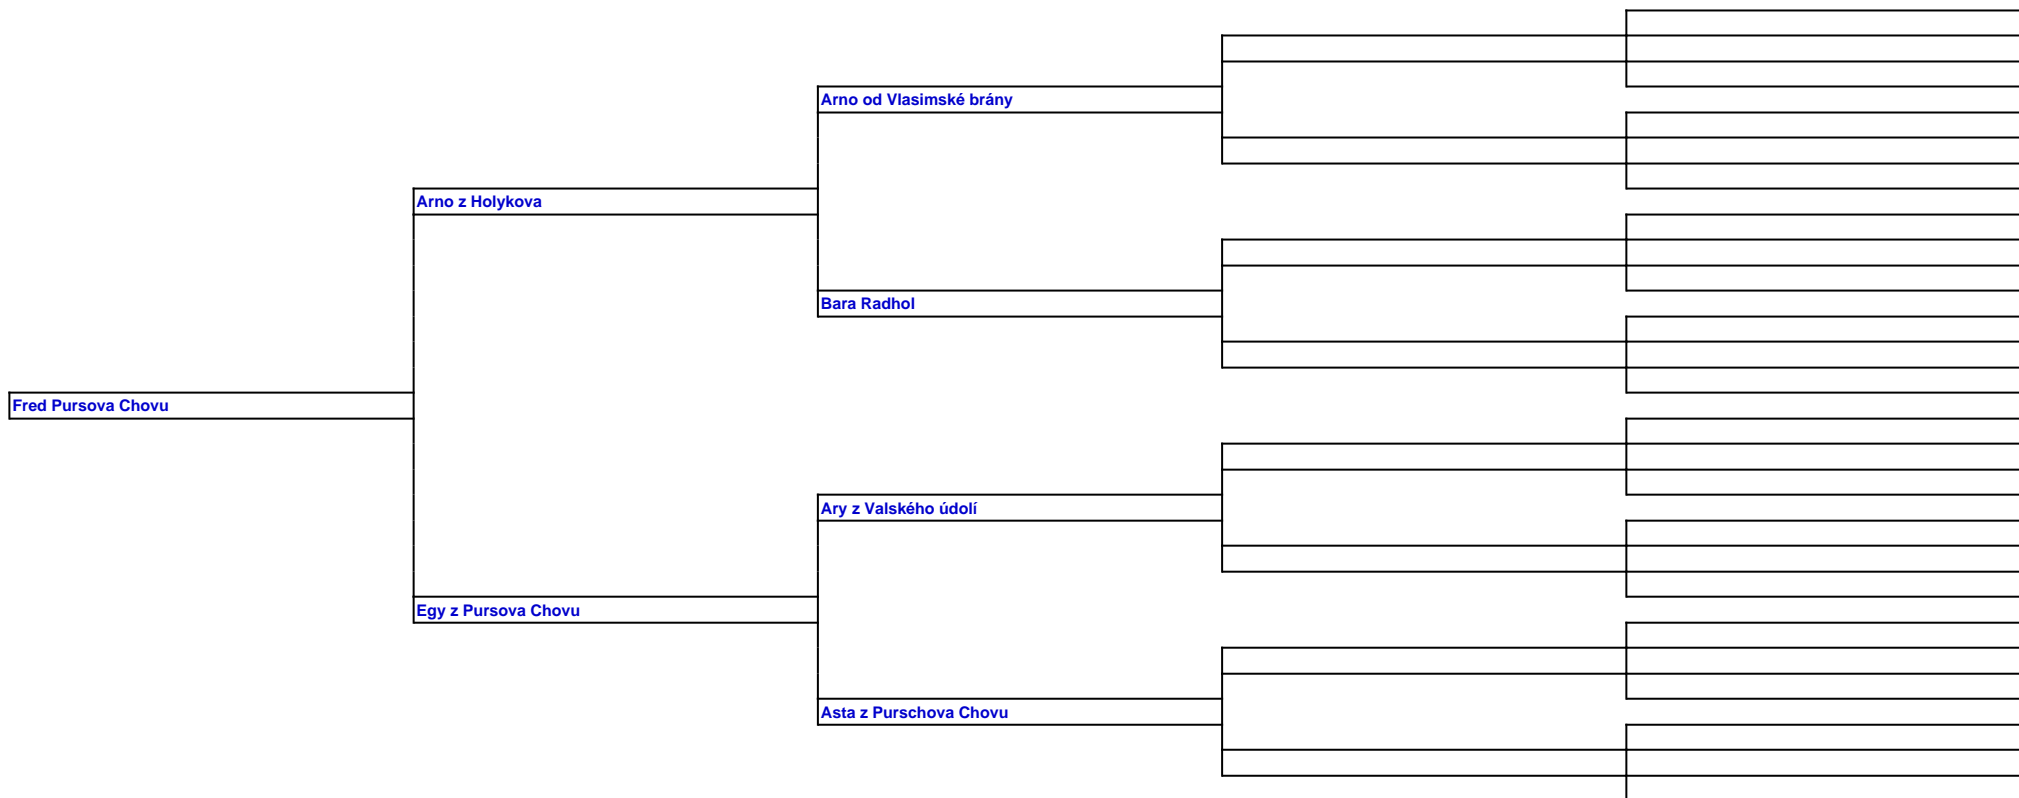 Arno od Vlasimské brány
Arno z Holykova
Bara Radhol
Fred Pursova Chovu
Ary z Valského údolí
Egy z Pursova Chovu
Asta z Purschova Chovu